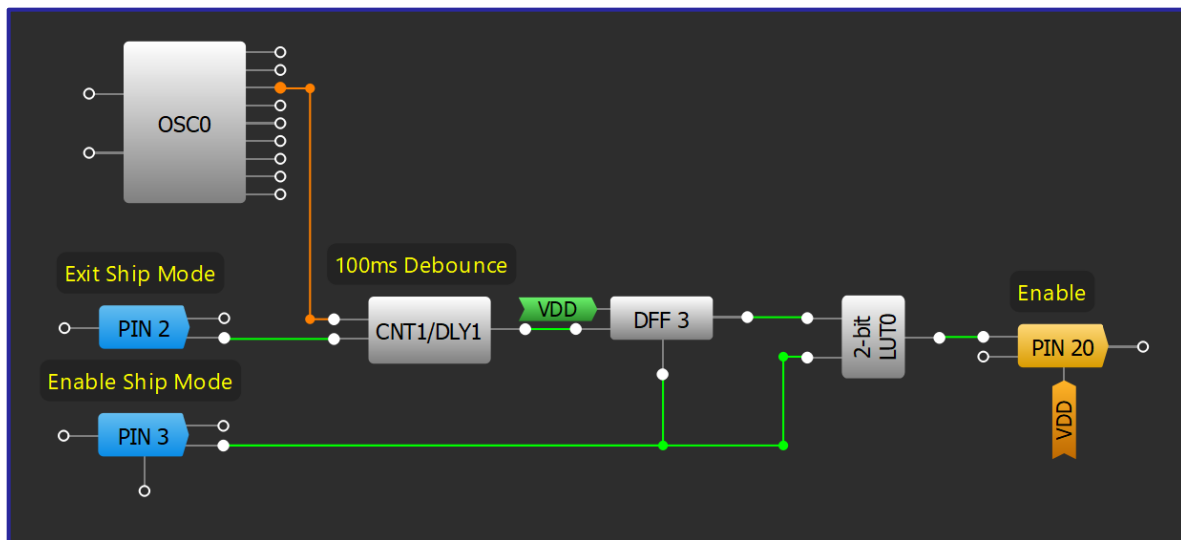 OSC0
Exit Ship Mode
100ms Debounce
Enable
PIN 2
CNT1/DLY1
VDD
DFF 3
2-bit
LUT0
PIN 20
Enable Ship Mode
PIN 3
VDD